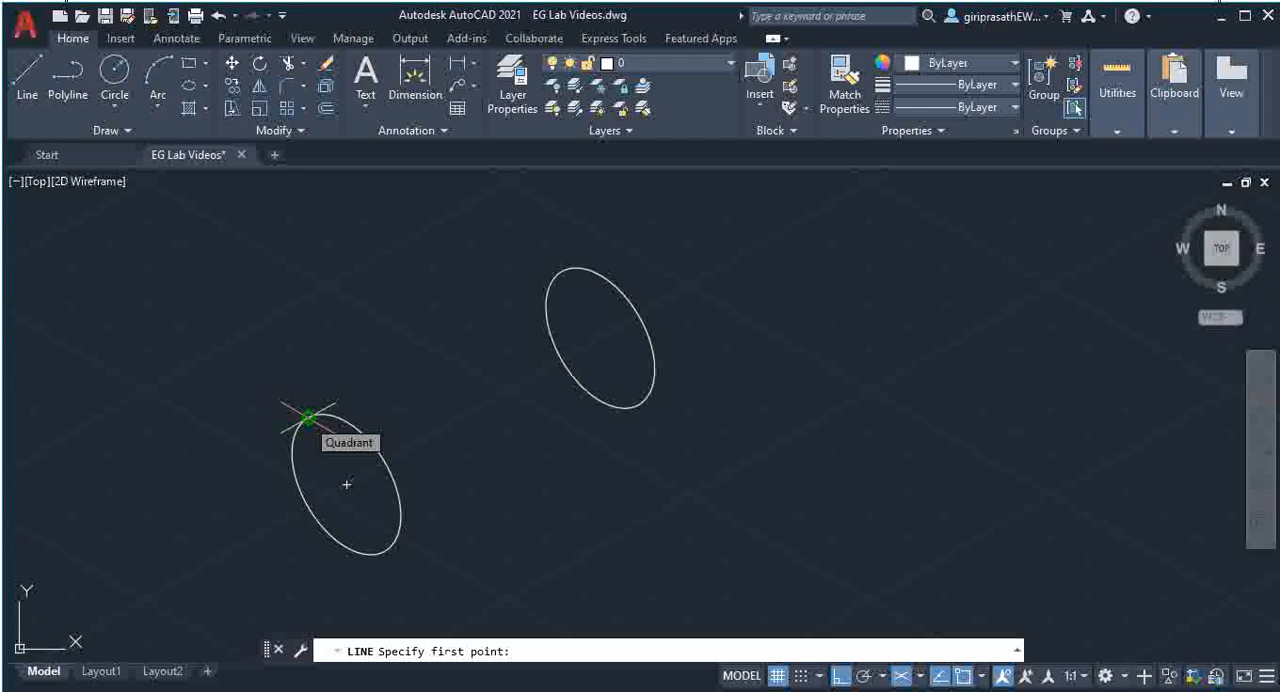 Autodesk AutoCAD 2021 EG Lab Videos.dwg
Type a keyword or phrase
giriprasathEW...
Home Insert Annotate Parametric View Manage Output Add-ins Collaborate Express Tools Featured Apps
0
ByLayer
Line Polyline Circle Arc
Text Dimension
Layer Properties
Insert
Match Properties
ByLayer
ByLayer
Group
Utilities Clipboard View
Draw Modify Annotation Layers Block Properties Groups
Start EG Lab Videos* +
[−][Top][2D Wireframe]
N
W TOP E
S
WCS
Quadrant
Y
X
LINE Specify first point:
Model Layout1 Layout2 +
MODEL 1:1